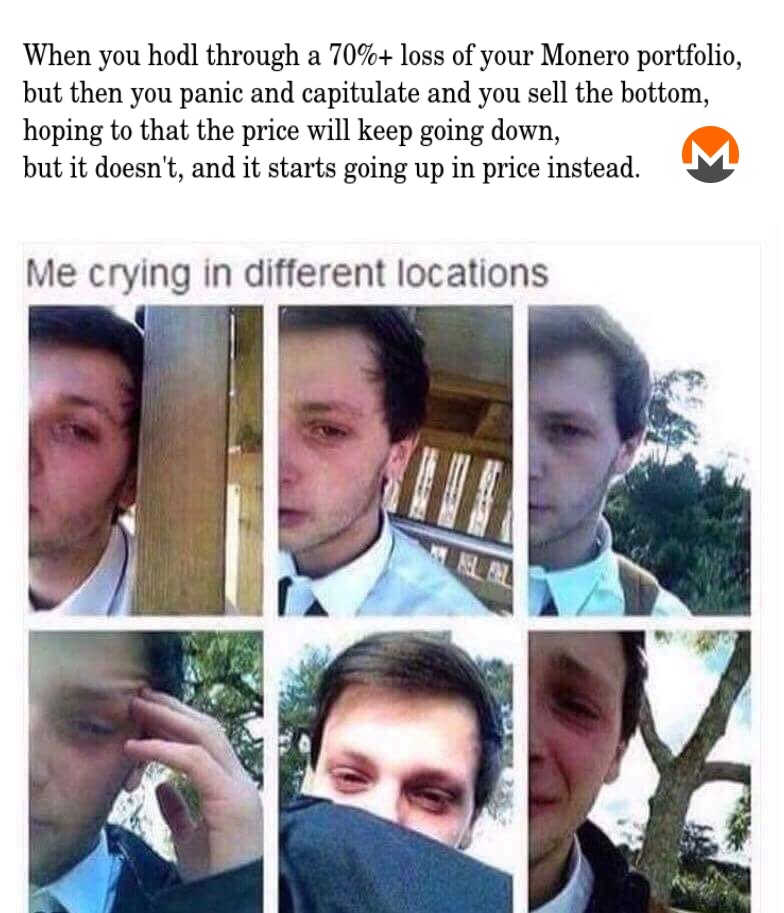 When you hodl through a 70%+ loss of your Monero portfolio,
but then you panic and capitulate and you sell the bottom,
hoping to that the price will keep going down,
but it doesn't, and it starts going up in price instead.
Me crying in different locations